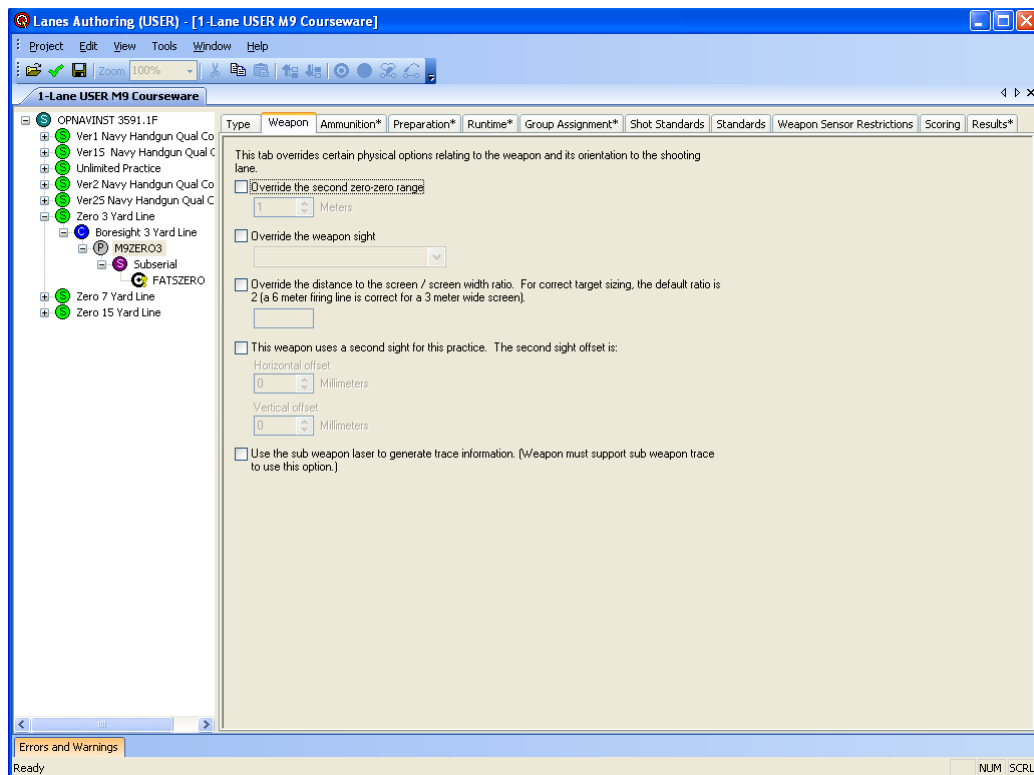 Lanes Authoring (USER) - [1-Lane USER M9 Courseware]
Project Edit View Tools Window Help
Zoom 100%
1-Lane USER M9 Courseware
OPNAVINST 3591.1F
Ver1 Navy Handgun Qual Co
Ver1S Navy Handgun Qual C
Unlimited Practice
Ver2 Navy Handgun Qual Co
Ver2S Navy Handgun Qual C
S Zero 3 Yard Line
C Boresight 3 Yard Line
P M9ZERO3
S Subserial
FATSZERO
S Zero 7 Yard Line
S Zero 15 Yard Line
Type Weapon Ammunition* Preparation* Runtime* Group Assignment* Shot Standards Standards Weapon Sensor Restrictions Scoring Results*
This tab overrides certain physical options relating to the weapon and its orientation to the shooting
lane.
Override the second zero-zero range
1 Meters
Override the weapon sight
Override the distance to the screen / screen width ratio. For correct target sizing, the default ratio is
2 (a 6 meter firing line is correct for a 3 meter wide screen).
This weapon uses a second sight for this practice. The second sight offset is:
Horizontal offset
0 Millimeters
Vertical offset
0 Millimeters
Use the sub weapon laser to generate trace information. (Weapon must support sub weapon trace
to use this option.)
Errors and Warnings
Ready NUM SCRL